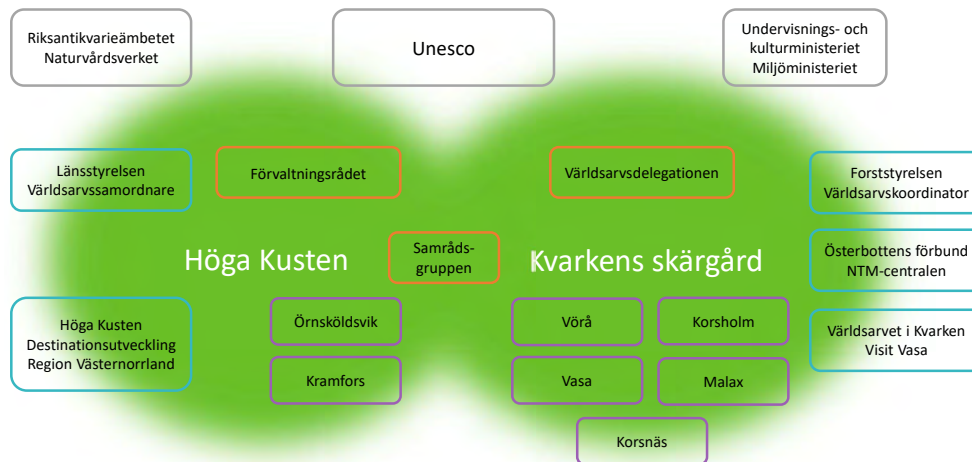 Riksantikvarieämbetet
Naturvårdsverket
Unesco
Undervisnings- och
kulturministeriet
Miljöministeriet
Länsstyrelsen
Världsarvssamordnare
Förvaltningsrådet
Världsarvsdelegationen
Forststyrelsen
Världsarvskoordinator
Höga Kusten
Samråds-
gruppen
Kvarkens skärgård
Österbottens förbund
NTM-centralen
Höga Kusten
Destinationsutveckling
Region Västernorrland
Örnsköldsvik
Kramfors
Vörå
Korsholm
Vasa
Malax
Korsnäs
Världsarvet i Kvarken
Visit Vasa